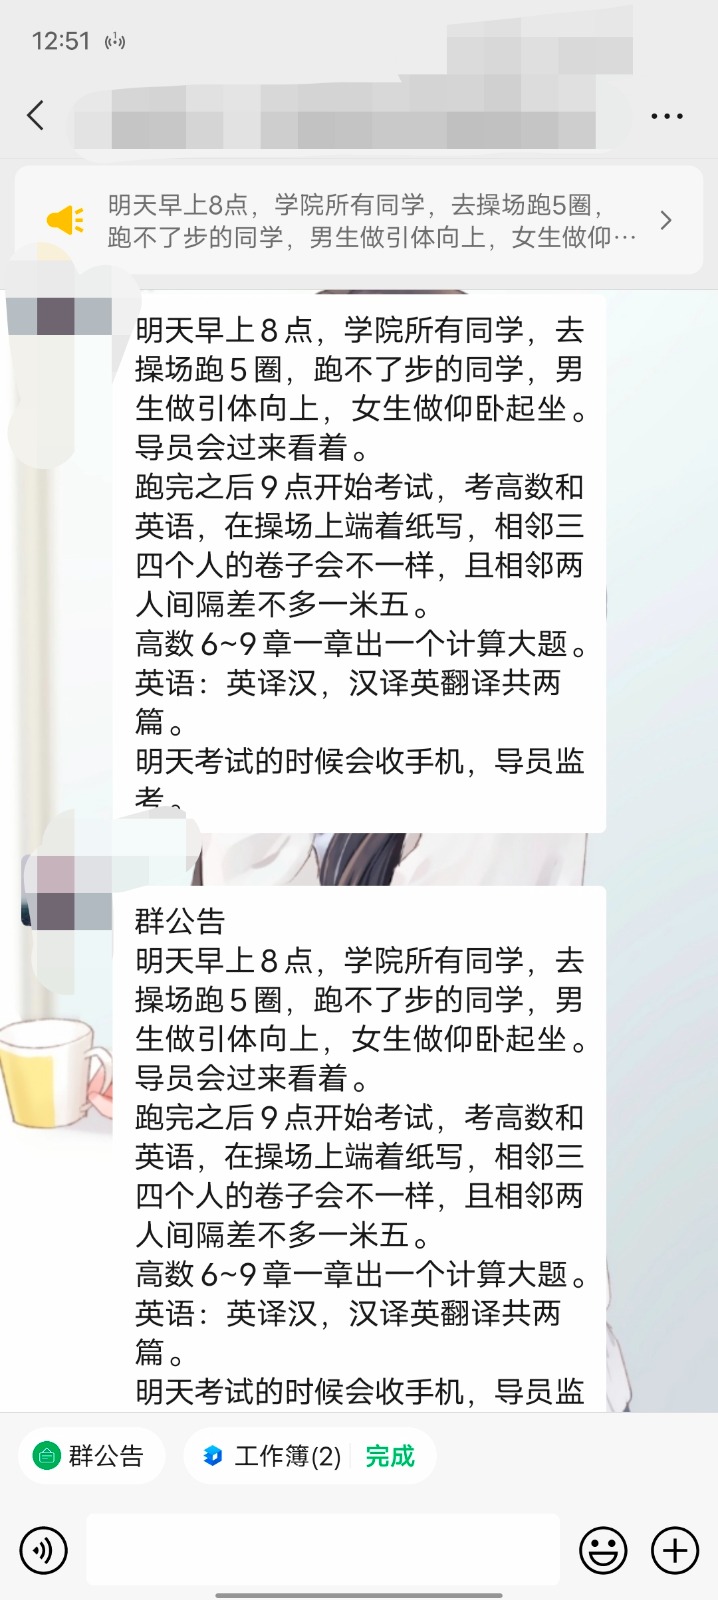 12:51
明天早上8点，学院所有同学，去操场跑5圈，
跑不了步的同学，男生做引体向上，女生做仰…
明天早上8点，学院所有同学，去
操场跑5圈，跑不了步的同学，男
生做引体向上，女生做仰卧起坐。
导员会过来看着。
跑完之后9点开始考试，考高数和
英语，在操场上端着纸写，相邻三
四个人的卷子会不一样，且相邻两
人间隔差不多一米五。
高数6~9章一章出一个计算大题。
英语：英译汉，汉译英翻译共两
篇。
明天考试的时候会收手机，导员监
考。
群公告
明天早上8点，学院所有同学，去
操场跑5圈，跑不了步的同学，男
生做引体向上，女生做仰卧起坐。
导员会过来看着。
跑完之后9点开始考试，考高数和
英语，在操场上端着纸写，相邻三
四个人的卷子会不一样，且相邻两
人间隔差不多一米五。
高数6~9章一章出一个计算大题。
英语：英译汉，汉译英翻译共两
篇。
明天考试的时候会收手机，导员监
群公告 工作簿(2) 完成